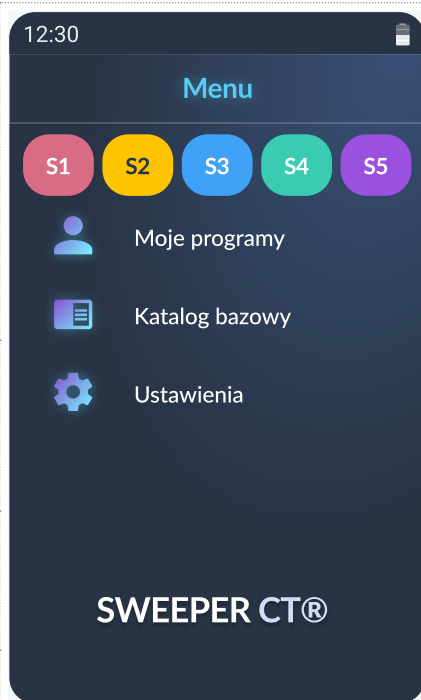 12:30
Menu
S1 S2 S3 S4 S5
Moje programy
Katalog bazowy
Ustawienia
SWEEPER CT®